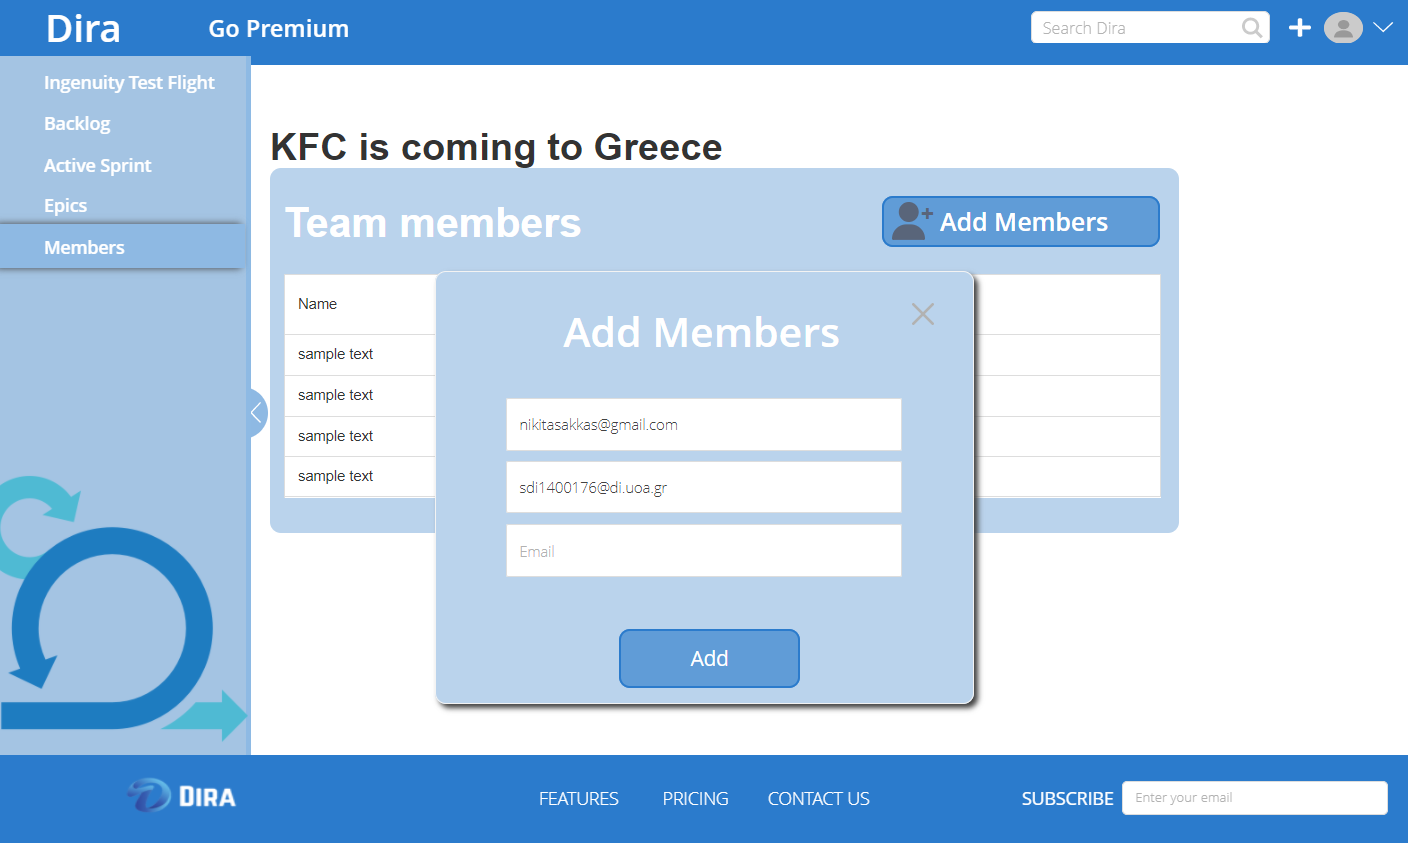 Dira
Go Premium
Search Dira
Ingenuity Test Flight
Backlog
Active Sprint
Epics
Members
KFC is coming to Greece
Team members
Add Members
Name
sample text
sample text
sample text
sample text
Add Members
nikitasakkas@gmail.com
sdi1400176@di.uoa.gr
Email
Add
DIRA
FEATURES
PRICING
CONTACT US
SUBSCRIBE
Enter your email